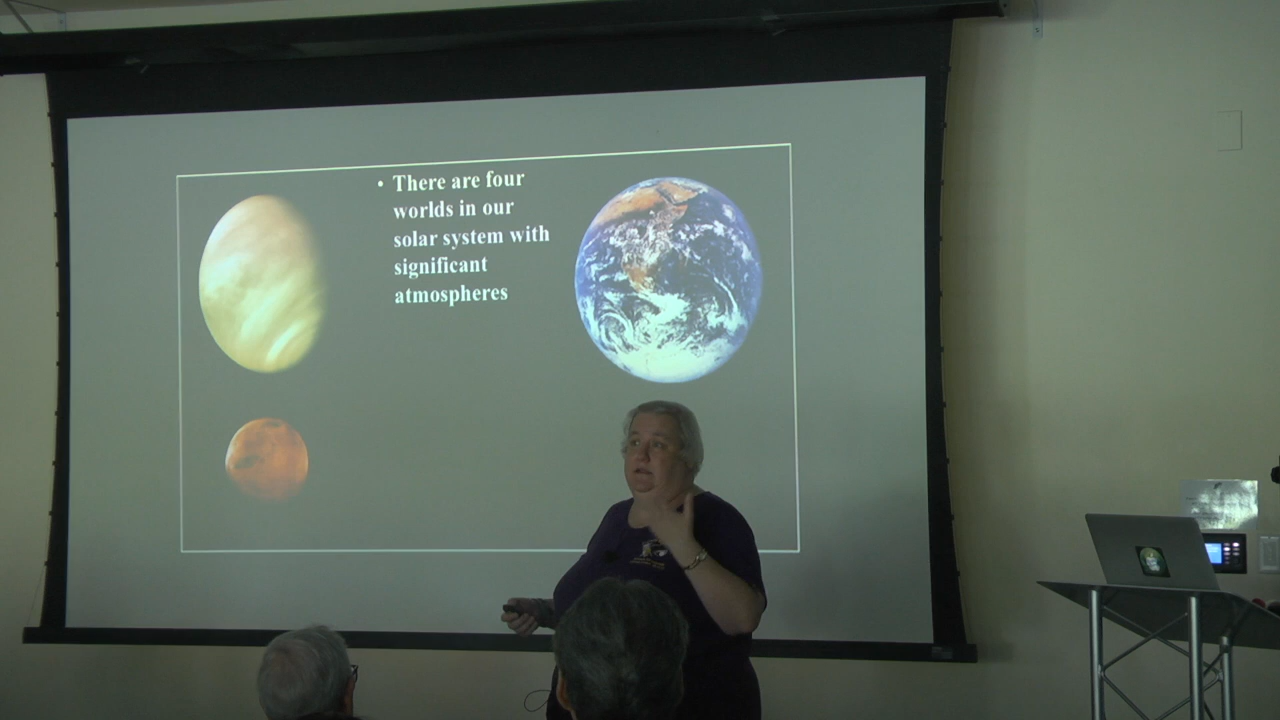 • There are four
worlds in our
solar system with
significant
atmospheres